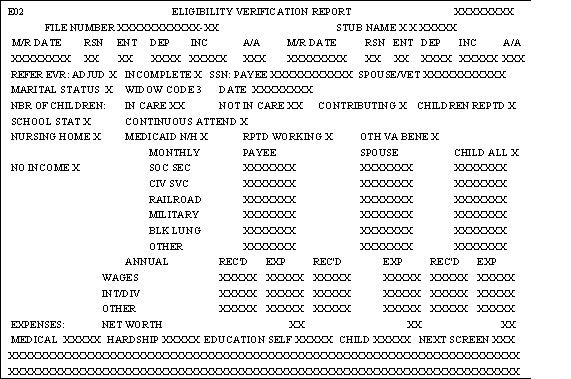 E02 ELIGIBILITY VERIFICATION REPORT XXXXXXXX
FILE NUMBER XXXXXXXXXXXX-XX STUB NAME X X XXXXX
M/R DATE RSN ENT DEP INC A/A M/R DATE RSN ENT DEP INC A/A
XXXXXXXX XX XX XXXX XXXXX XXX XXXXXXXX XX XX XXXX XXXXX XXX
REFER EVR: ADJUD X INCOMPLETE X SSN: PAYEE XXXXXXXXXXX SPOUSE/VET XXXXXXXXXXX
MARITAL STATUS X WIDOW CODE 3 DATE XXXXXXXX
NBR OF CHILDREN: IN CARE XX NOT IN CARE XX CONTRIBUTING X CHILDREN REPTD X
SCHOOL STAT X CONTINUOUS ATTEND X
NURSING HOME X MEDICAID N/H X RPTD WORKING X OTH VA BENE X
MONTHLY PAYEE SPOUSE CHILD ALL X
NO INCOME X SOC SEC XXXXXXX XXXXXXX XXXXXXX
CIV SVC XXXXXXX XXXXXXX XXXXXXX
RAILROAD XXXXXXX XXXXXXX XXXXXXX
MILITARY XXXXXXX XXXXXXX XXXXXXX
BLK LUNG XXXXXXX XXXXXXX XXXXXXX
OTHER XXXXXXX XXXXXXX XXXXXXX
ANNUAL REC'D EXP REC'D EXP REC'D EXP
WAGES XXXXX XXXXX XXXXX XXXXX XXXXX XXXXX
INT/DIV XXXXX XXXXX XXXXX XXXXX XXXXX XXXXX
OTHER XXXXX XXXXX XXXXX XXXXX XXXXX XXXXX
EXPENSES: NET WORTH XX XX XX
MEDICAL XXXXX HARDSHIP XXXXX EDUCATION SELF XXXXX CHILD XXXXX NEXT SCREEN XXX
XXXXXXXXXXXXXXXXXXXXXXXXXXXXXXXXXXXXXXXXXXXXXXXXXXXXXXXXXXXXXXXXXXXXXX
XXXXXXXXXXXXXXXXXXXXXXXXXXXXXXXXXXXXXXXXXXXXXXXXXXXXXXXXXXXXXXXXXXXXXX